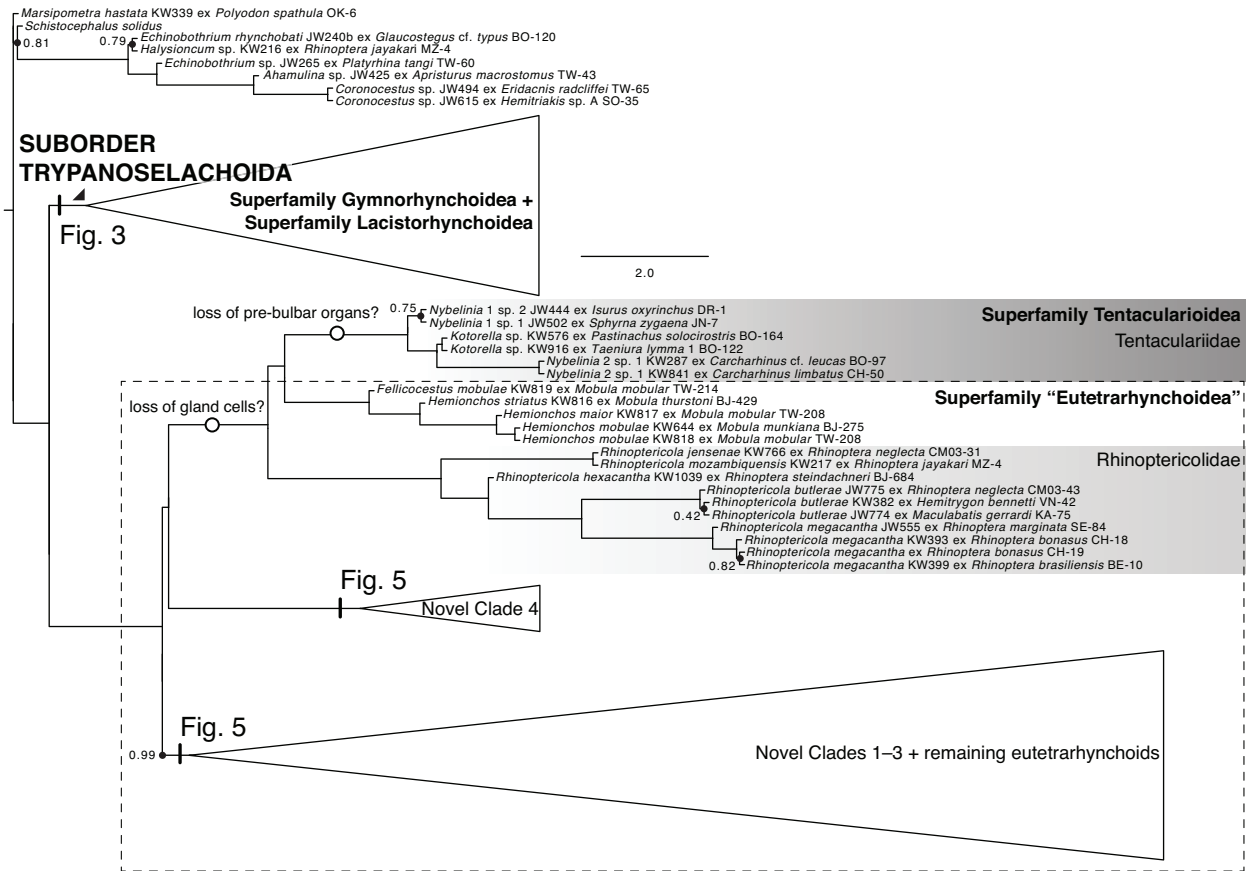 Marsipometra hastata KW339 ex Polyodon spathula OK-6
Schistocephalus solidus
0.81
0.79
Echinobothrium rhynchobati JW240b ex Glaucostegus cf. typus BO-120
Halysioncum sp. KW216 ex Rhinoptera jayakari MZ-4
Echinobothrium sp. JW265 ex Platyrhina tangi TW-60
Ahamulina sp. JW425 ex Apristurus macrostomus TW-43
Coronocestus sp. JW494 ex Eridacnis radcliffei TW-65
Coronocestus sp. JW615 ex Hemitriakis sp. A SO-35
SUBORDER
TRYPANOSELACHOIDA
Superfamily Gymnorhynchoidea +
Superfamily Lacistorhynchoidea
Fig. 3
2.0
loss of pre-bulbar organs?
0.75
Nybelinia 1 sp. 2 JW444 ex Isurus oxyrinchus DR-1
Nybelinia 1 sp. 1 JW502 ex Sphyrna zygaena JN-7
Kotorella sp. KW576 ex Pastinachus solocirostris BO-164
Kotorella sp. KW916 ex Taeniura lymma 1 BO-122
Nybelinia 2 sp. 1 KW287 ex Carcharhinus cf. leucas BO-97
Nybelinia 2 sp. 1 KW841 ex Carcharhinus limbatus CH-50
Superfamily Tentacularioidea
Tentaculariidae
loss of gland cells?
Fellicocestus mobulae KW819 ex Mobula mobular TW-214
Hemionchos striatus KW816 ex Mobula thurstoni BJ-429
Hemionchos maior KW817 ex Mobula mobular TW-208
Hemionchos mobulae KW644 ex Mobula munkiana BJ-275
Hemionchos mobulae KW818 ex Mobula mobular TW-208
Superfamily “Eutetrarhynchoidea”
Rhinoptericolidae
Rhinoptericola jensenae KW766 ex Rhinoptera neglecta CM03-31
Rhinoptericola mozambiquensis KW217 ex Rhinoptera jayakari MZ-4
Rhinoptericola hexacantha KW1039 ex Rhinoptera steindachneri BJ-684
Rhinoptericola butlerae JW775 ex Rhinoptera neglecta CM03-43
Rhinoptericola butlerae KW382 ex Hemitrygon bennetti VN-42
0.42
Rhinoptericola butlerae JW774 ex Maculabatis gerrardi KA-75
Rhinoptericola megacantha JW555 ex Rhinoptera marginata SE-84
Rhinoptericola megacantha KW393 ex Rhinoptera bonasus CH-18
Rhinoptericola megacantha ex Rhinoptera bonasus CH-19
0.82
Rhinoptericola megacantha KW399 ex Rhinoptera brasiliensis BE-10
Fig. 5
Novel Clade 4
Fig. 5
0.99
Novel Clades 1–3 + remaining eutetrarhynchoids